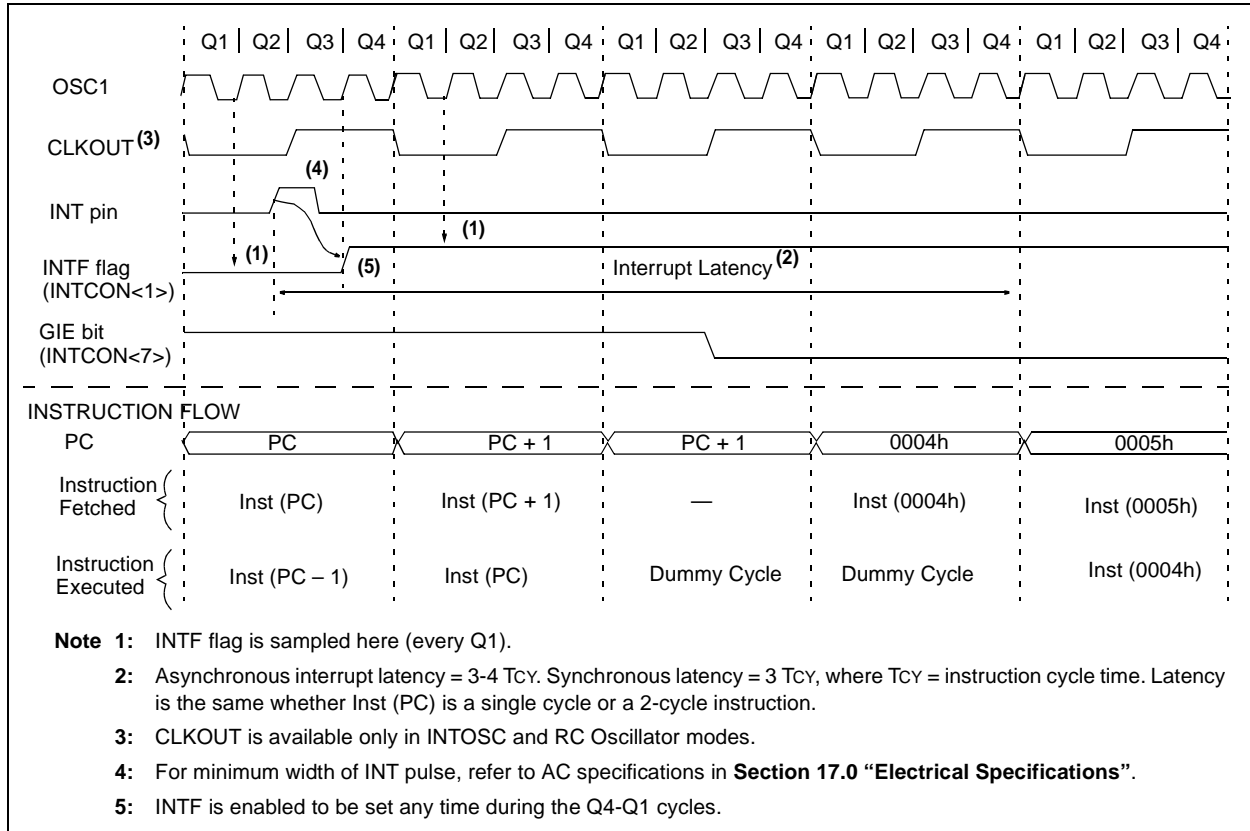 Q1 | Q2 | Q3 | Q4 Q1 | Q2 | Q3 | Q4 Q1 | Q2 | Q3 | Q4 Q1 | Q2 | Q3 | Q4 Q1 | Q2 | Q3 | Q4
OSC1
CLKOUT (3)
(4)
INT pin
(1)
(1)
INTF flag
(INTCON<1>)
(5)
Interrupt Latency (2)
GIE bit
(INTCON<7>)
INSTRUCTION FLOW
PC PC PC + 1 PC + 1 0004h 0005h
Instruction
Fetched
Inst (PC) Inst (PC + 1) — Inst (0004h) Inst (0005h)
Instruction
Executed
Inst (PC – 1) Inst (PC) Dummy Cycle Dummy Cycle Inst (0004h)
Note 1: INTF flag is sampled here (every Q1).
2: Asynchronous interrupt latency = 3-4 TCY. Synchronous latency = 3 TCY, where TCY = instruction cycle time. Latency
is the same whether Inst (PC) is a single cycle or a 2-cycle instruction.
3: CLKOUT is available only in INTOSC and RC Oscillator modes.
4: For minimum width of INT pulse, refer to AC specifications in Section 17.0 “Electrical Specifications”.
5: INTF is enabled to be set any time during the Q4-Q1 cycles.